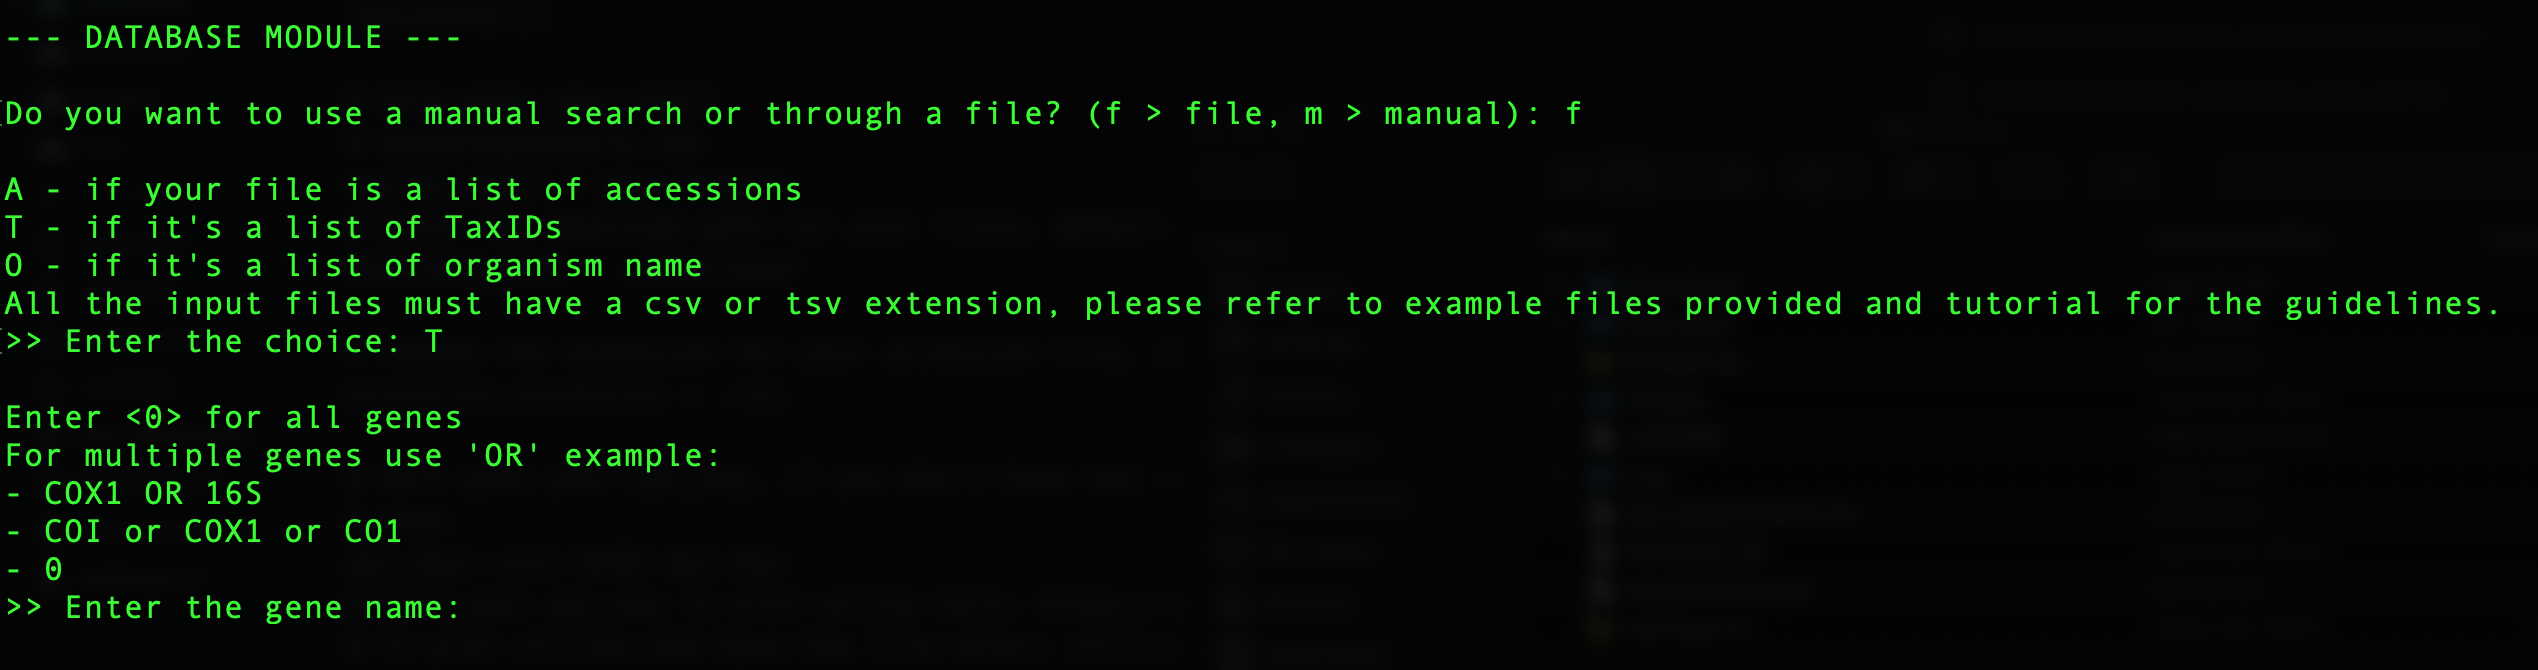 --- DATABASE MODULE ---
Do you want to use a manual search or through a file? (f > file, m > manual): f
A - if your file is a list of accessions
T - if it's a list of TaxIDs
O - if it's a list of organism name
All the input files must have a csv or tsv extension, please refer to example files provided and tutorial for the guidelines.
>> Enter the choice: T
Enter <0> for all genes
For multiple genes use 'OR' example:
- COX1 OR 16S
- COI or COX1 or CO1
- 0
>> Enter the gene name: